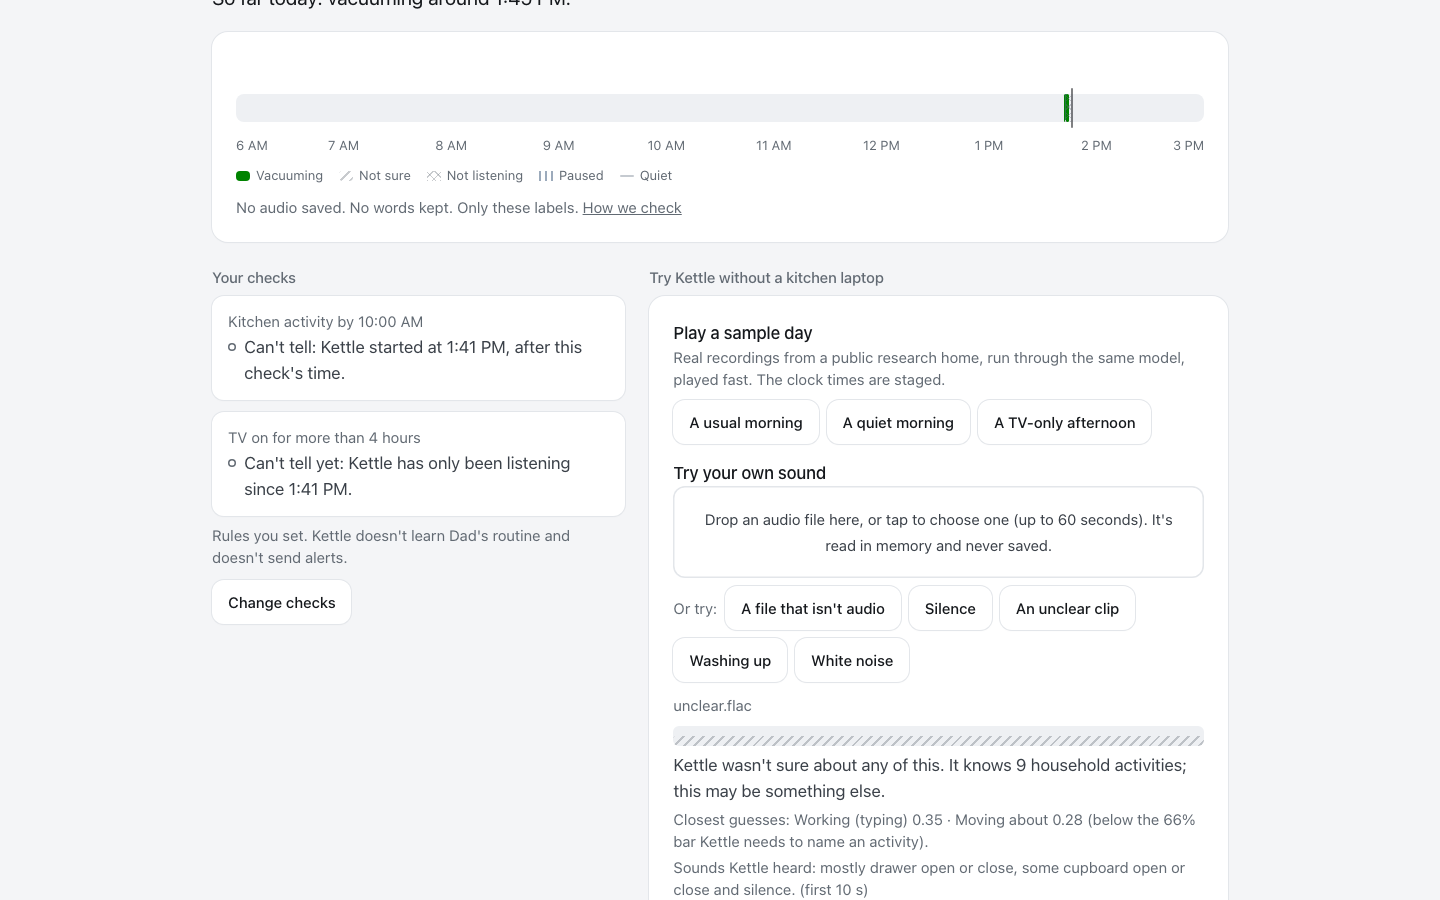 So far today: vacuuming around 1:45 PM.
6 AM 7 AM 8 AM 9 AM 10 AM 11 AM 12 PM 1 PM 2 PM 3 PM
Vacuuming Not sure Not listening Paused Quiet
No audio saved. No words kept. Only these labels. How we check
Your checks
Kitchen activity by 10:00 AM
Can't tell: Kettle started at 1:41 PM, after this
check's time.
TV on for more than 4 hours
Can't tell yet: Kettle has only been listening
since 1:41 PM.
Rules you set. Kettle doesn't learn Dad's routine and
doesn't send alerts.
Change checks
Try Kettle without a kitchen laptop
Play a sample day
Real recordings from a public research home, run through the same model,
played fast. The clock times are staged.
A usual morning A quiet morning A TV-only afternoon
Try your own sound
Drop an audio file here, or tap to choose one (up to 60 seconds). It's
read in memory and never saved.
Or try: A file that isn't audio Silence An unclear clip
Washing up White noise
unclear.flac
Kettle wasn't sure about any of this. It knows 9 household activities;
this may be something else.
Closest guesses: Working (typing) 0.35 · Moving about 0.28 (below the 66%
bar Kettle needs to name an activity).
Sounds Kettle heard: mostly drawer open or close, some cupboard open or
close and silence. (first 10 s)